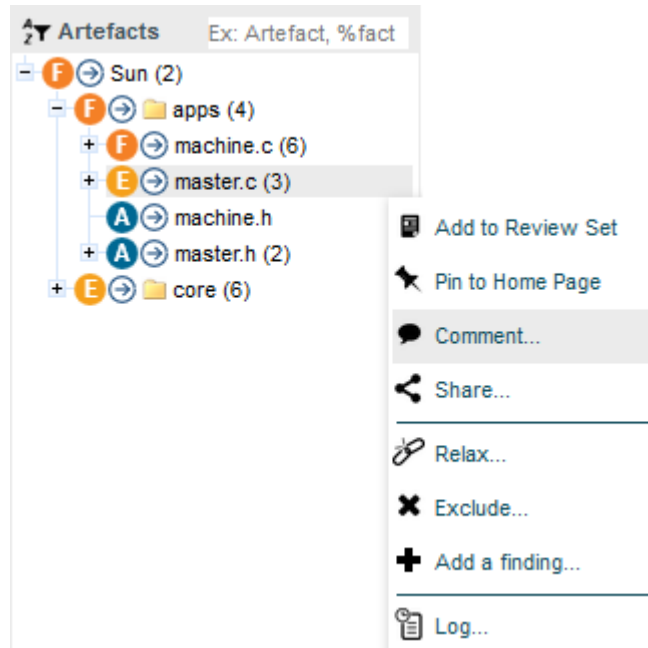 Artefacts Ex: Artefact, %fact
F Sun (2)
F apps (4)
F machine.c (6)
E master.c (3)
A machine.h
A master.h (2)
E core (6)
Add to Review Set
Pin to Home Page
Comment...
Share...
Relax...
Exclude...
Add a finding...
Log...